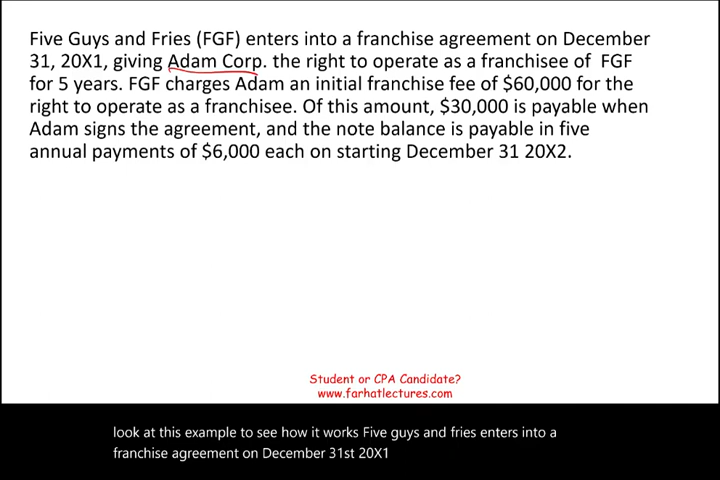 Five Guys and Fries (FGF) enters into a franchise agreement on December
31, 20X1, giving Adam Corp. the right to operate as a franchisee of FGF
for 5 years. FGF charges Adam an initial franchise fee of $60,000 for the
right to operate as a franchisee. Of this amount, $30,000 is payable when
Adam signs the agreement, and the note balance is payable in five
annual payments of $6,000 each on starting December 31 20X2.
Student or CPA Candidate?
www.farhatlectures.com
look at this example to see how it works Five guys and fries enters into a
franchise agreement on December 31st 20X1